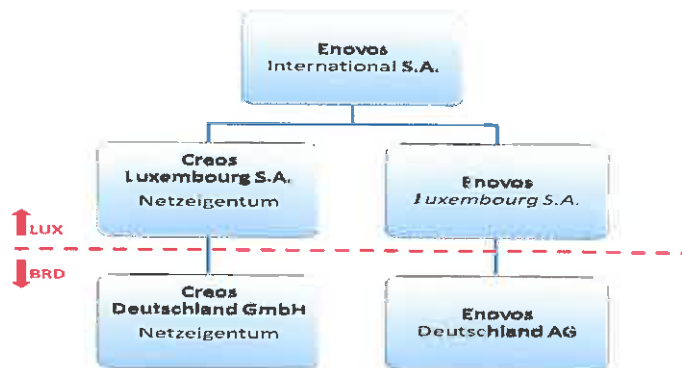 Enovos
International S.A.
Creos
Luxembourg S.A.
Netzeigentum
Enovos
Luxembourg S.A.
LUX
BRD
Creos
Deutschland GmbH
Netzeigentum
Enovos
Deutschland AG